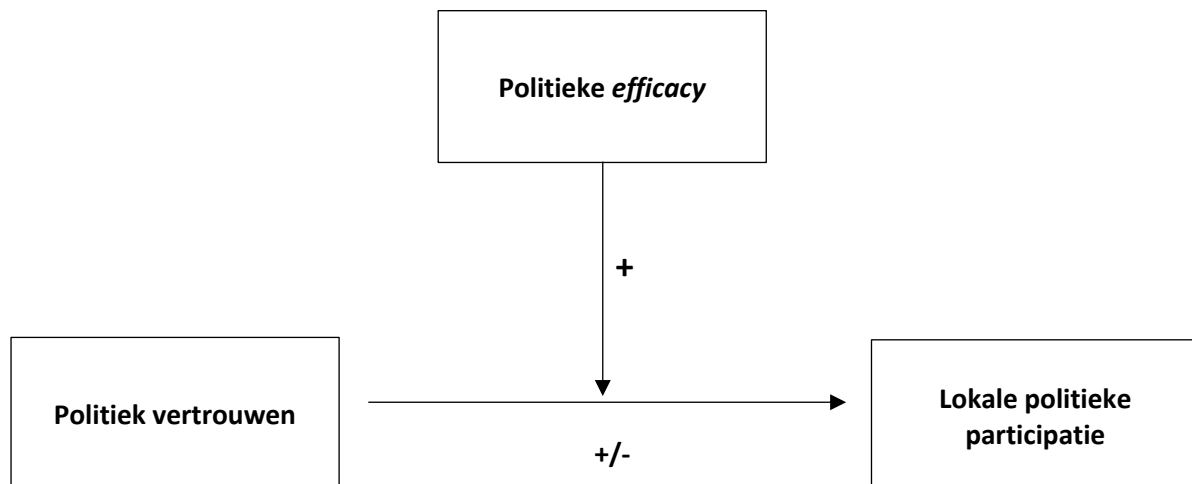 Politieke efficacy
+
Politiek vertrouwen
+/-
Lokale politieke
participatie